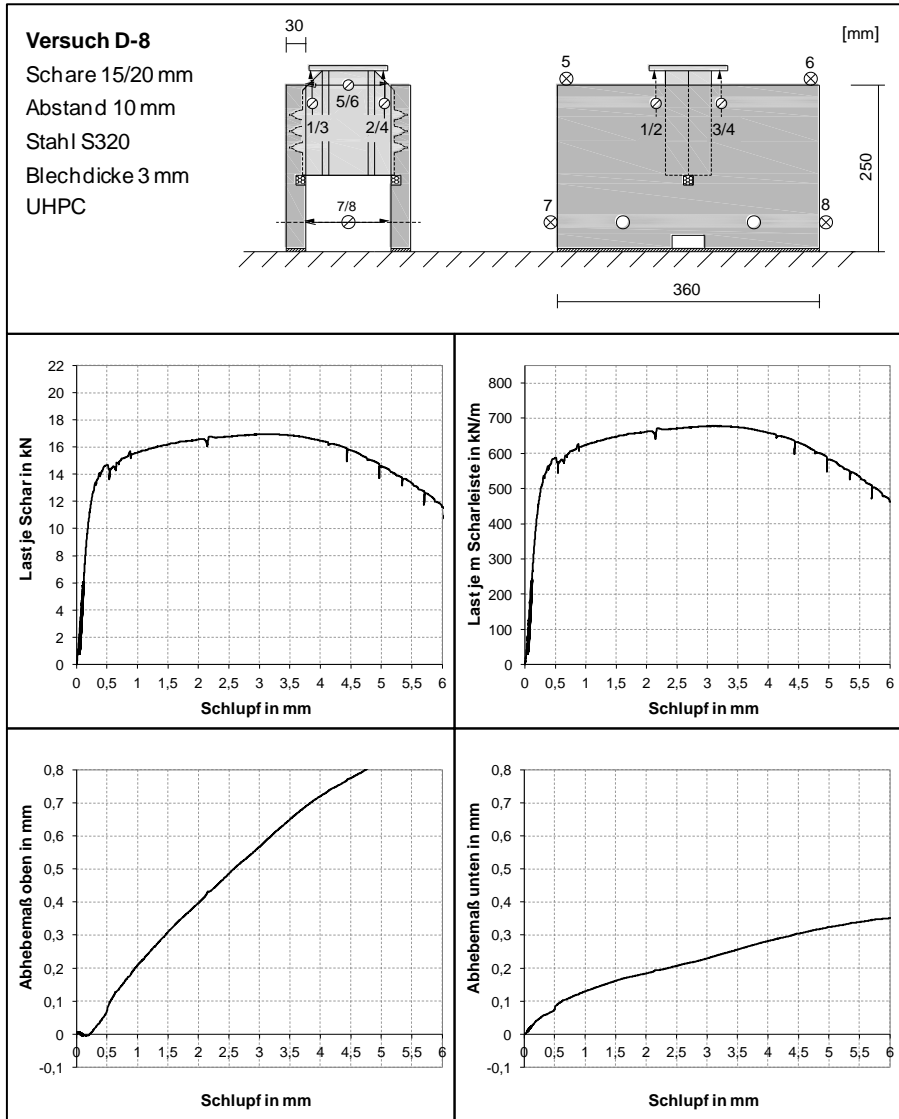 Versuch D-8
Schare 15/20 mm
Abstand 10 mm
Stahl S320
Blechdicke 3 mm
UHPC
30
5/6
1/3 2/4
7/8
[mm]
5 6
1/2 3/4
7 8
250
360
Last je Schar in kN
22
20
18
16
14
12
10
8
6
4
2
0
0 0,5 1 1,5 2 2,5 3 3,5 4 4,5 5 5,5 6
Schlupf in mm
Last je m Scharleiste in kN/m
800
700
600
500
400
300
200
100
0
0 0,5 1 1,5 2 2,5 3 3,5 4 4,5 5 5,5 6
Schlupf in mm
Abhebemaß oben in mm
0,8
0,7
0,6
0,5
0,4
0,3
0,2
0,1
0
-0,1
0 0,5 1 1,5 2 2,5 3 3,5 4 4,5 5 5,5 6
Schlupf in mm
Abhebemaß unten in mm
0,8
0,7
0,6
0,5
0,4
0,3
0,2
0,1
0
-0,1
0 0,5 1 1,5 2 2,5 3 3,5 4 4,5 5 5,5 6
Schlupf in mm